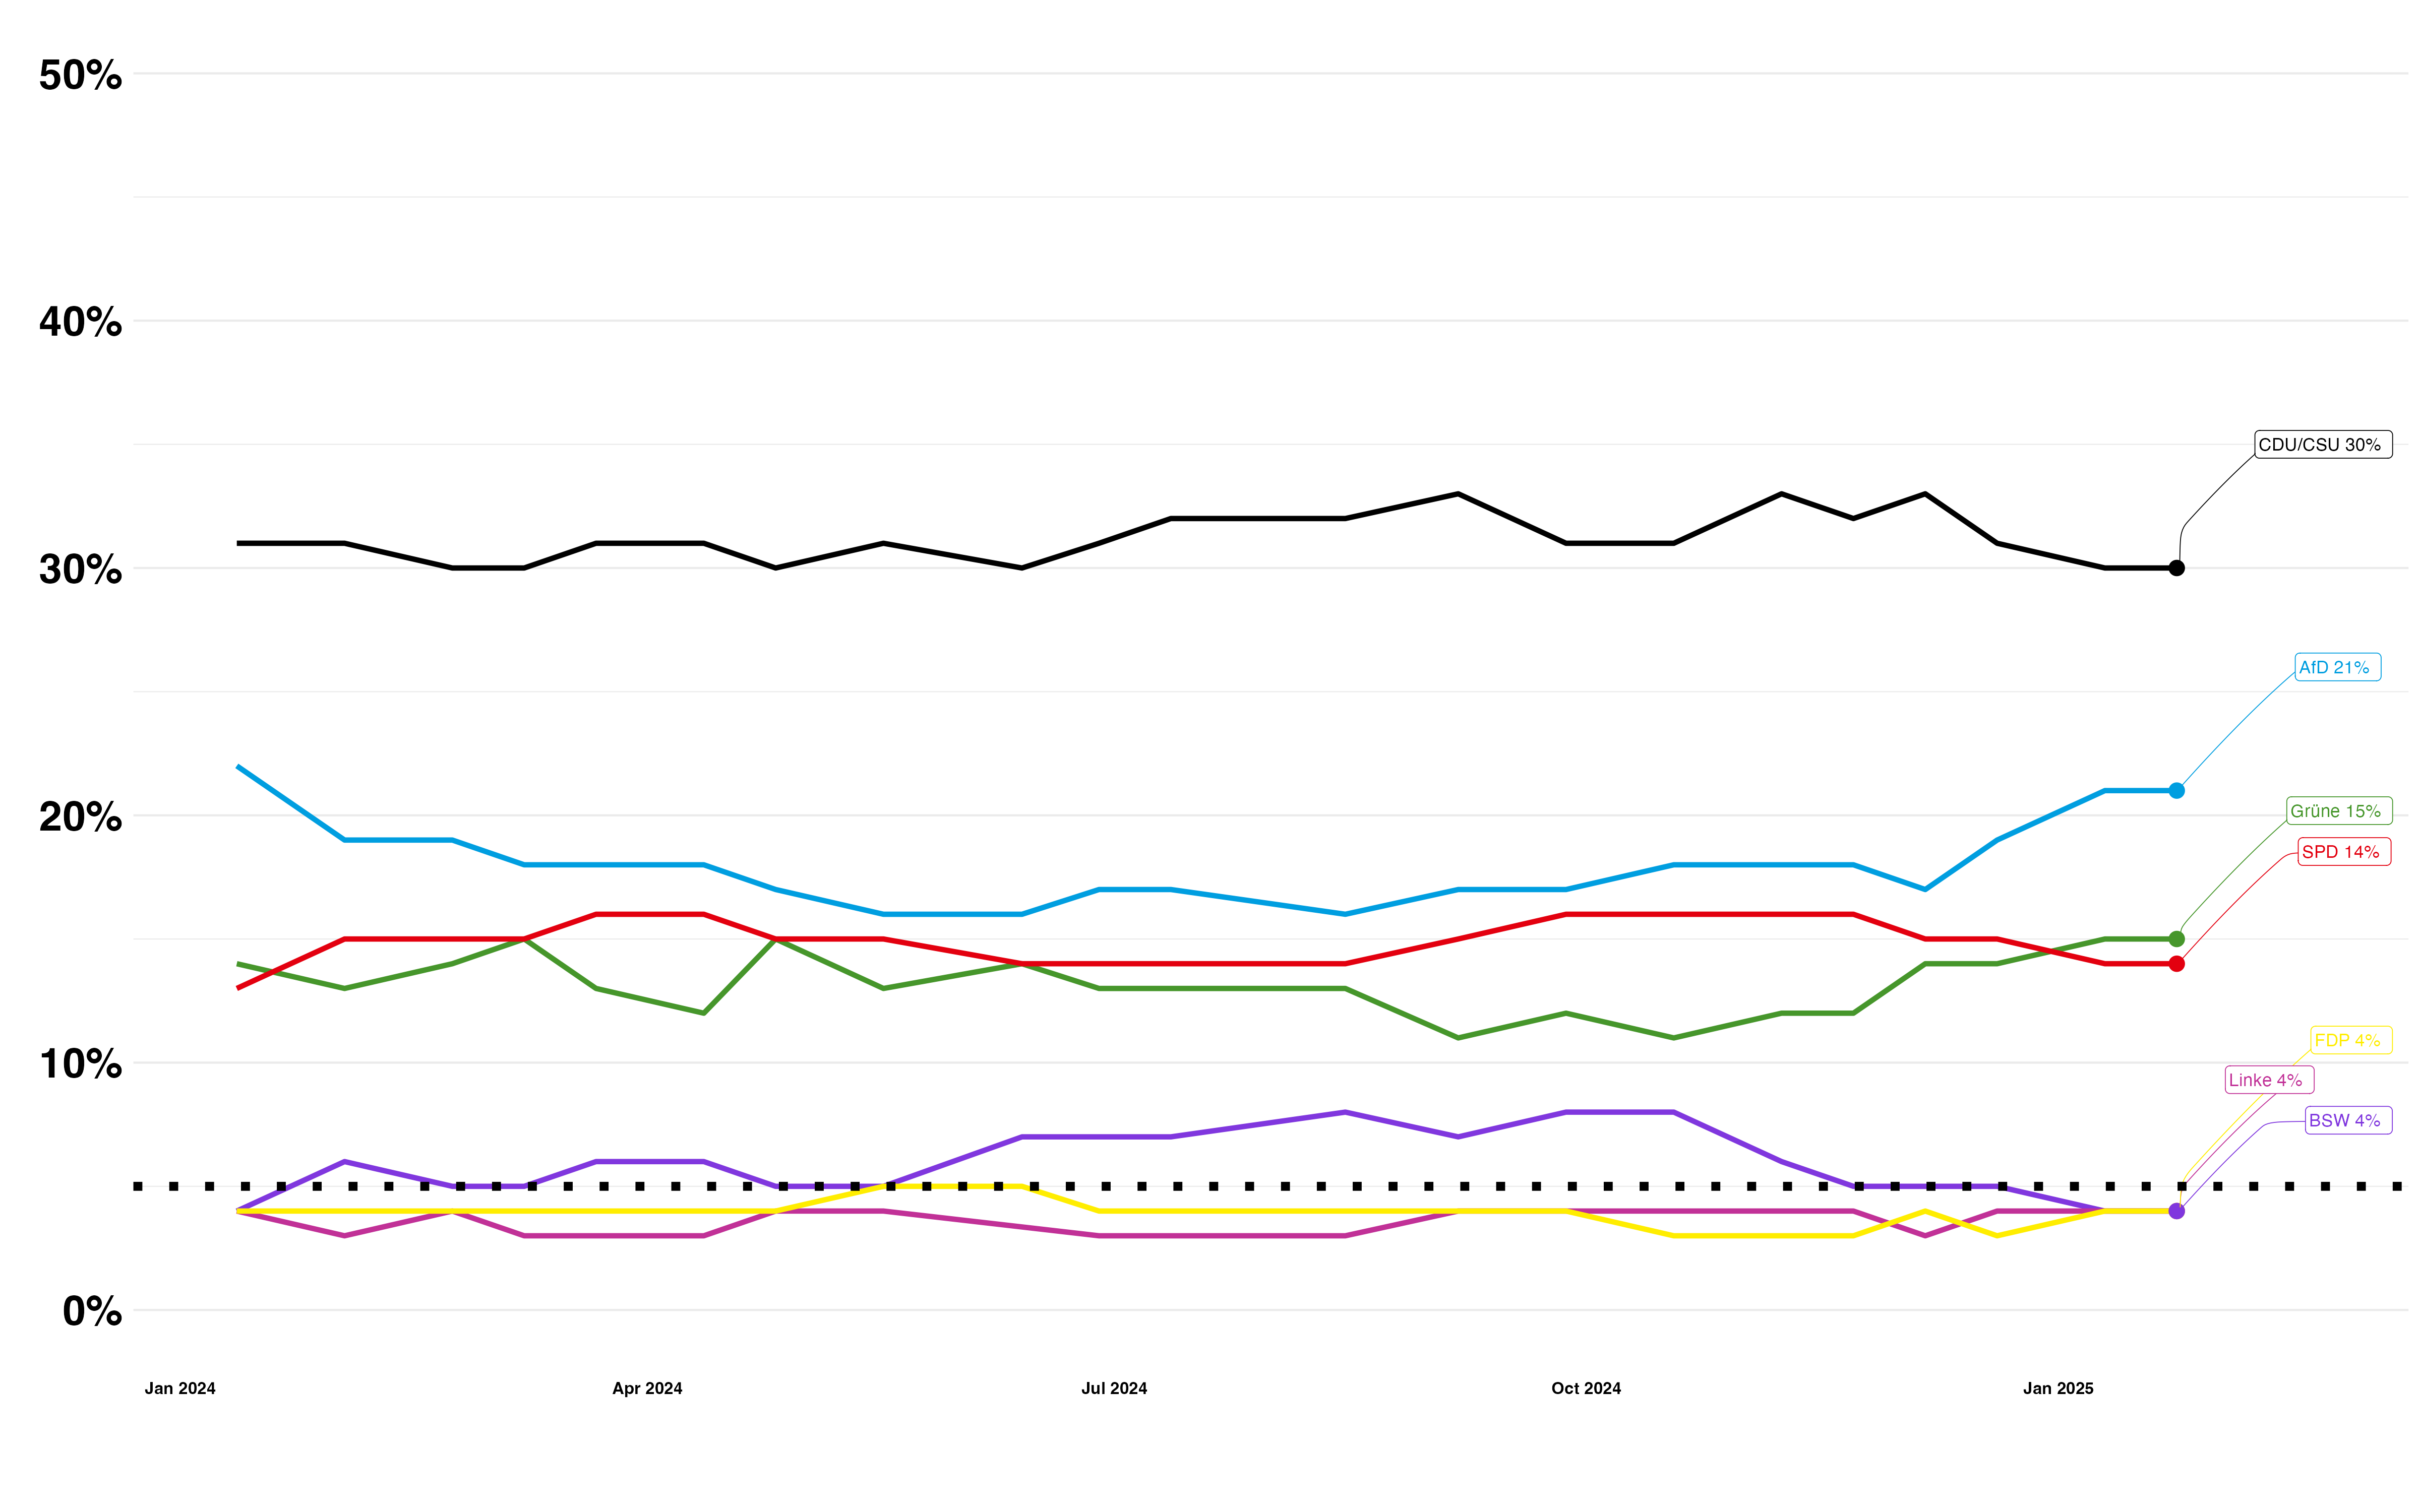 50%
40%
30%
20%
10%
0%
CDU/CSU 30%
AfD 21%
Grüne 15%
SPD 14%
FDP 4%
Linke 4%
BSW 4%
Jan 2024
Apr 2024
Jul 2024
Oct 2024
Jan 2025